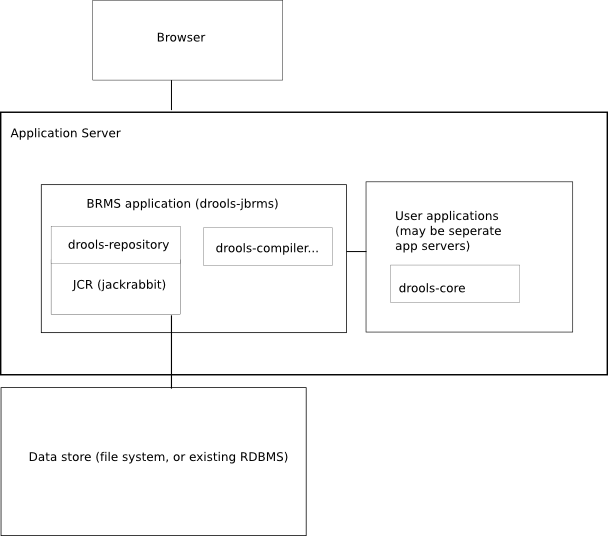 Browser
Application Server
BRMS application (drools-jbrms)
drools-repository
drools-compiler...
JCR (jackrabbit)
User applications
(may be seperate
app servers)
drools-core
Data store (file system, or existing RDBMS)